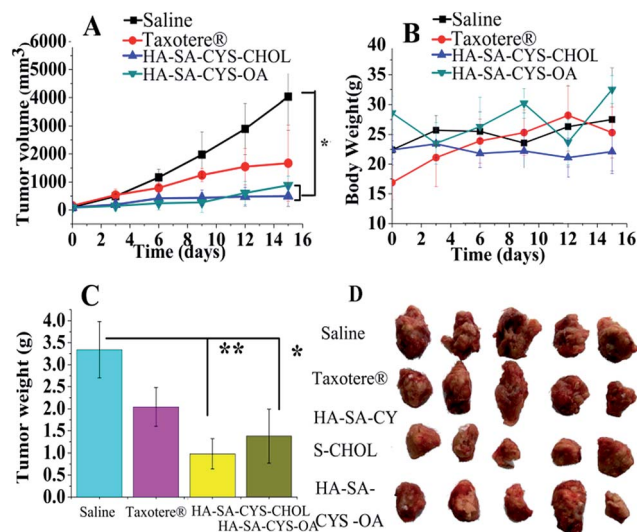 A
Saline
Taxotere®
HA-SA-CYS-CHOL
HA-SA-CYS-OA
Tumor volume (mm³)
6000
5000
4000
3000
2000
1000
0
*
0 2 4 6 8 10 12 14 16
Time (days)
B
Saline
Taxotere®
HA-SA-CYS-CHOL
HA-SA-CYS-OA
Body Weight(g)
40
35
30
25
20
15
10
0 2 4 6 8 10 12 14 16
Time (days)
C
Tumor weight (g)
4.0
3.5
3.0
2.5
2.0
1.5
1.0
0.5
0.0
** *
Saline Taxotere® HA-SA-CYS-CHOL
HA-SA-CYS-OA
D
Saline
Taxotere®
HA-SA-CY
S-CHOL
HA-SA-
CYS -OA